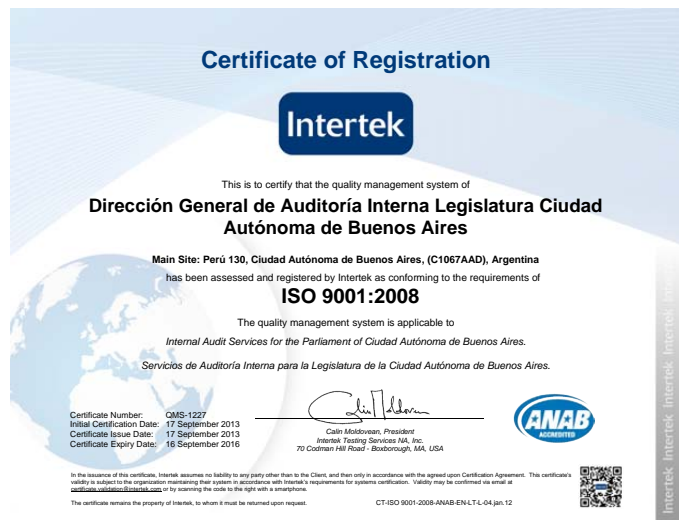 Certificate of Registration
Intertek
This is to certify that the quality management system of
Dirección General de Auditoría Interna Legislatura Ciudad
Autónoma de Buenos Aires
Main Site: Perú 130, Ciudad Autónoma de Buenos Aires, (C1067AAD), Argentina
has been assessed and registered by Intertek as conforming to the requirements of
ISO 9001:2008
The quality management system is applicable to
Internal Audit Services for the Parliament of Ciudad Autónoma de Buenos Aires.
Servicios de Auditoría Interna para la Legislatura de la Ciudad Autónoma de Buenos Aires.
Certificate Number: QMS-1227
Initial Certification Date: 17 September 2013
Certificate Issue Date: 17 September 2013
Certificate Expiry Date: 16 September 2016
Calin Moldovean
Calin Moldovean, President
Intertek Testing Services NA, Inc.
70 Codman Hill Road - Boxborough, MA, USA
ANAB
ACCREDITED
In the issuance of this certificate, Intertek assumes no liability to any party other than to the Client, and then only in accordance with the agreed upon Certification Agreement. This certificate's
validity is subject to the organization maintaining their system in accordance with Intertek's requirements for systems certification. Validity may be confirmed via email at
certificate.validation@intertek.com or by scanning the code to the right with a smartphone.
The certificate remains the property of Intertek, to whom it must be returned upon request.
CT-ISO 9001-2008-ANAB-EN-LT-L-04.jan.12
Intertek Intertek Intertek Intertek Intertek